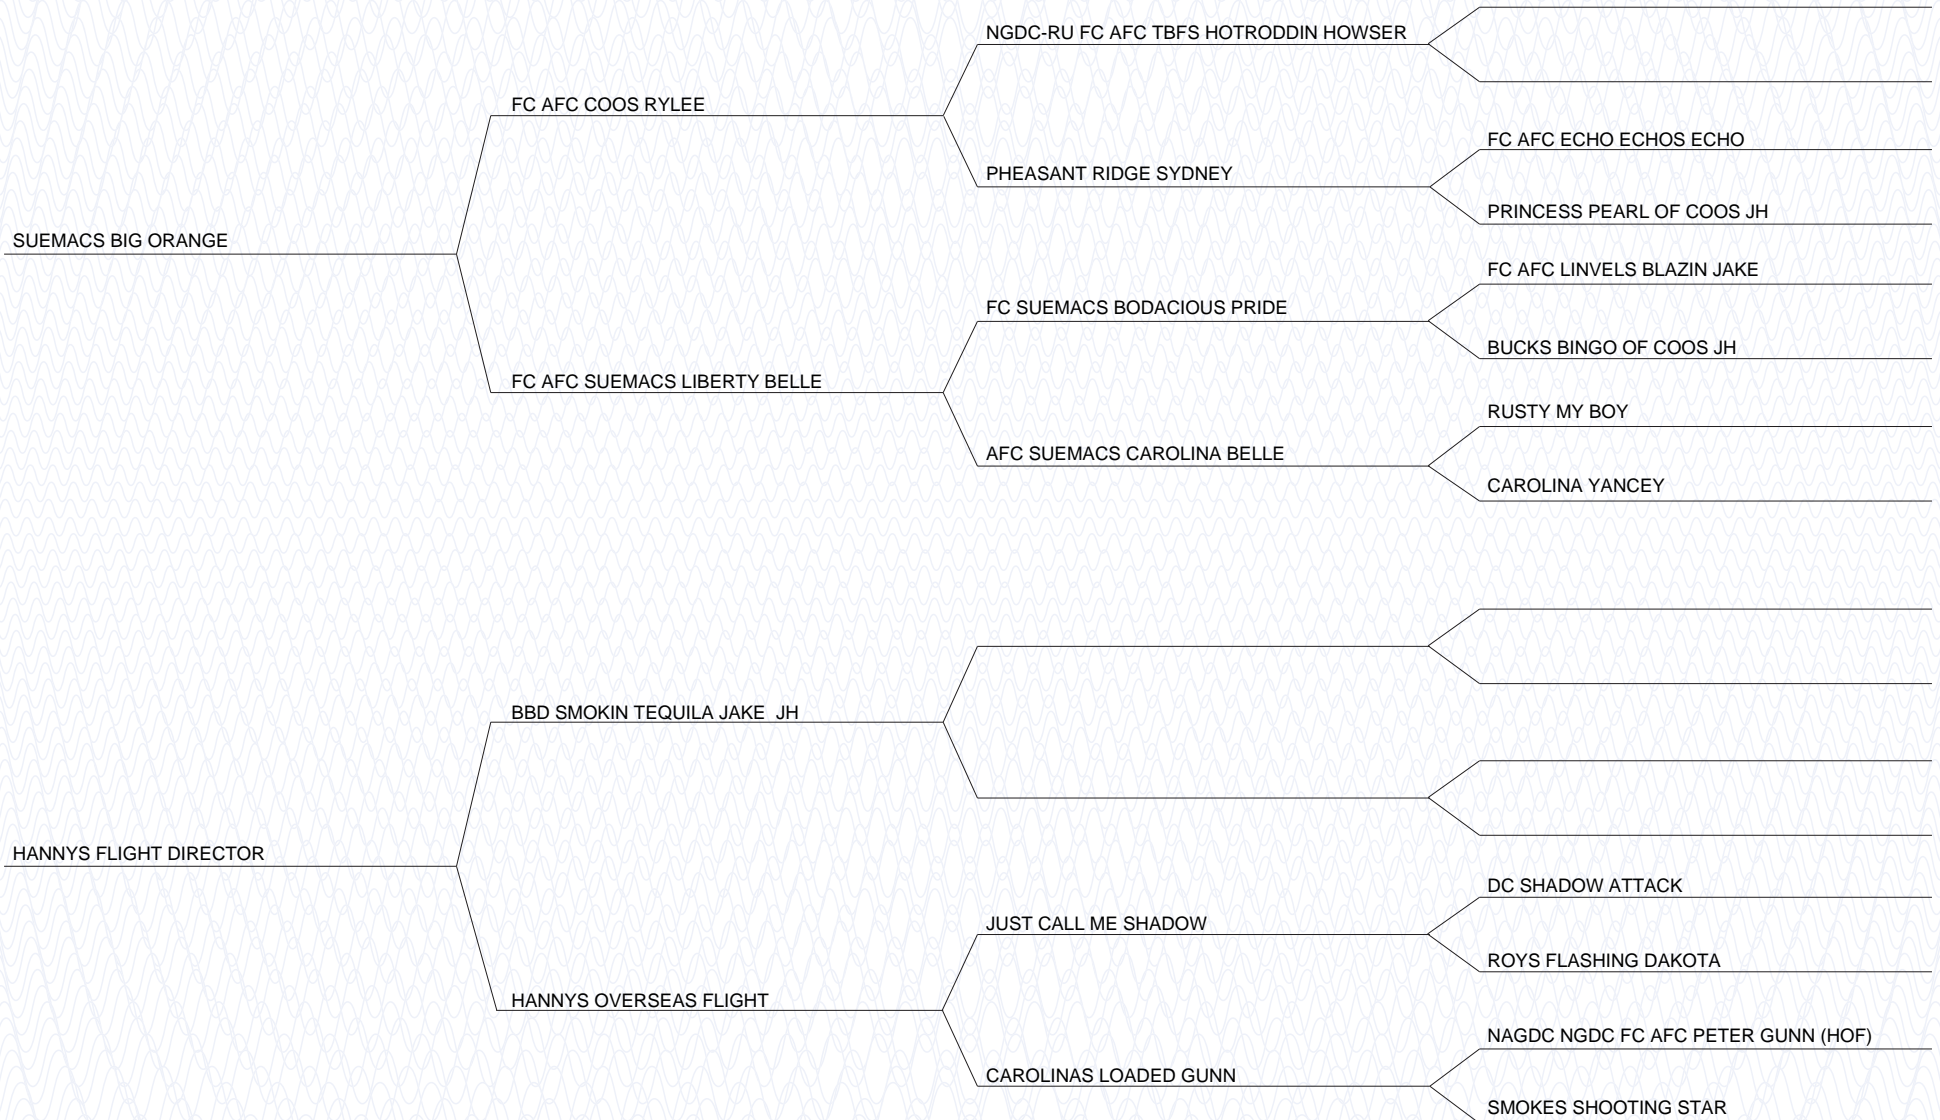 NGDC-RU FC AFC TBFS HOTRODDIN HOWSER
FC AFC COOS RYLEE
FC AFC ECHO ECHOS ECHO
PHEASANT RIDGE SYDNEY
PRINCESS PEARL OF COOS JH
SUEMACS BIG ORANGE
FC AFC LINVELS BLAZIN JAKE
FC SUEMACS BODACIOUS PRIDE
BUCKS BINGO OF COOS JH
FC AFC SUEMACS LIBERTY BELLE
RUSTY MY BOY
AFC SUEMACS CAROLINA BELLE
CAROLINA YANCEY
BBD SMOKIN TEQUILA JAKE  JH
HANNYS FLIGHT DIRECTOR
DC SHADOW ATTACK
JUST CALL ME SHADOW
ROYS FLASHING DAKOTA
HANNYS OVERSEAS FLIGHT
NAGDC NGDC FC AFC PETER GUNN (HOF)
CAROLINAS LOADED GUNN
SMOKES SHOOTING STAR